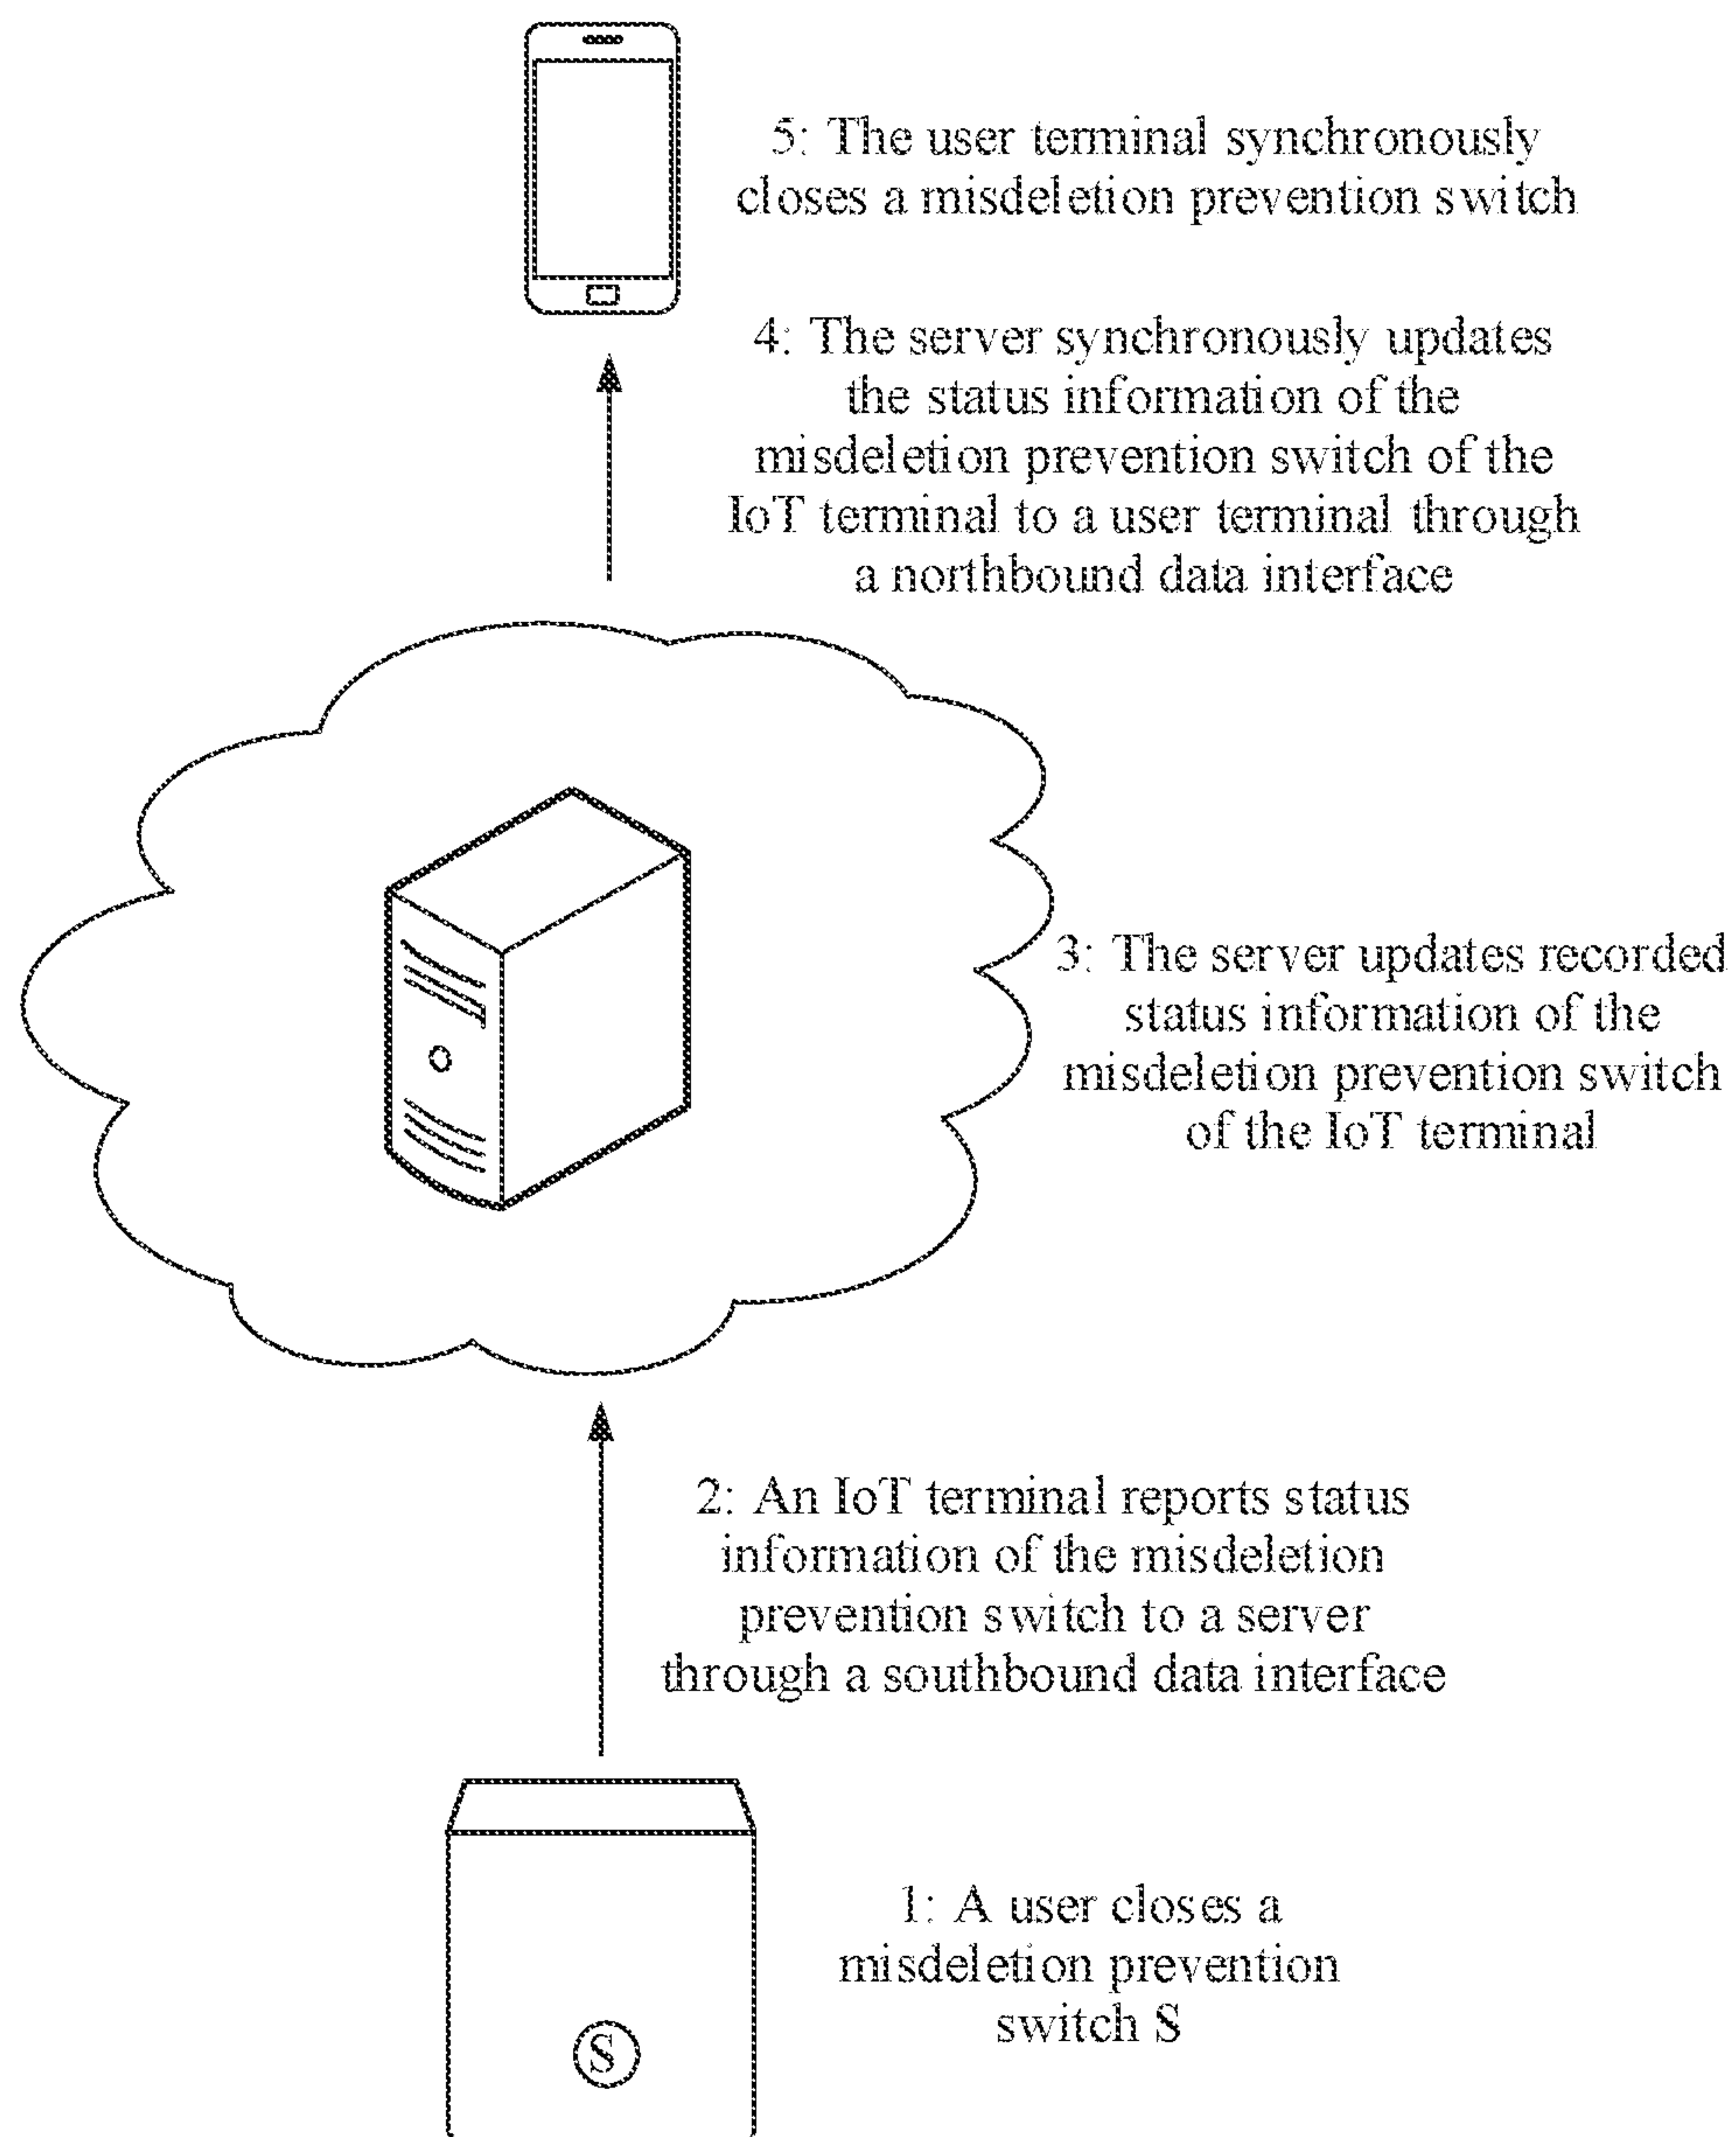 5: The user terminal synchronously
closes a misdeletion prevention switch
4: The server synchronously updates
the status information of the
misdeletion prevention switch of the
IoT terminal to a user terminal through
a northbound data interface
3: The server updates recorded
status information of the
misdeletion prevention switch
of the IoT terminal
2: An IoT terminal reports status
information of the misdeletion
prevention switch to a server
through a southbound data interface
1: A user closes a
misdeletion prevention
switch S
S